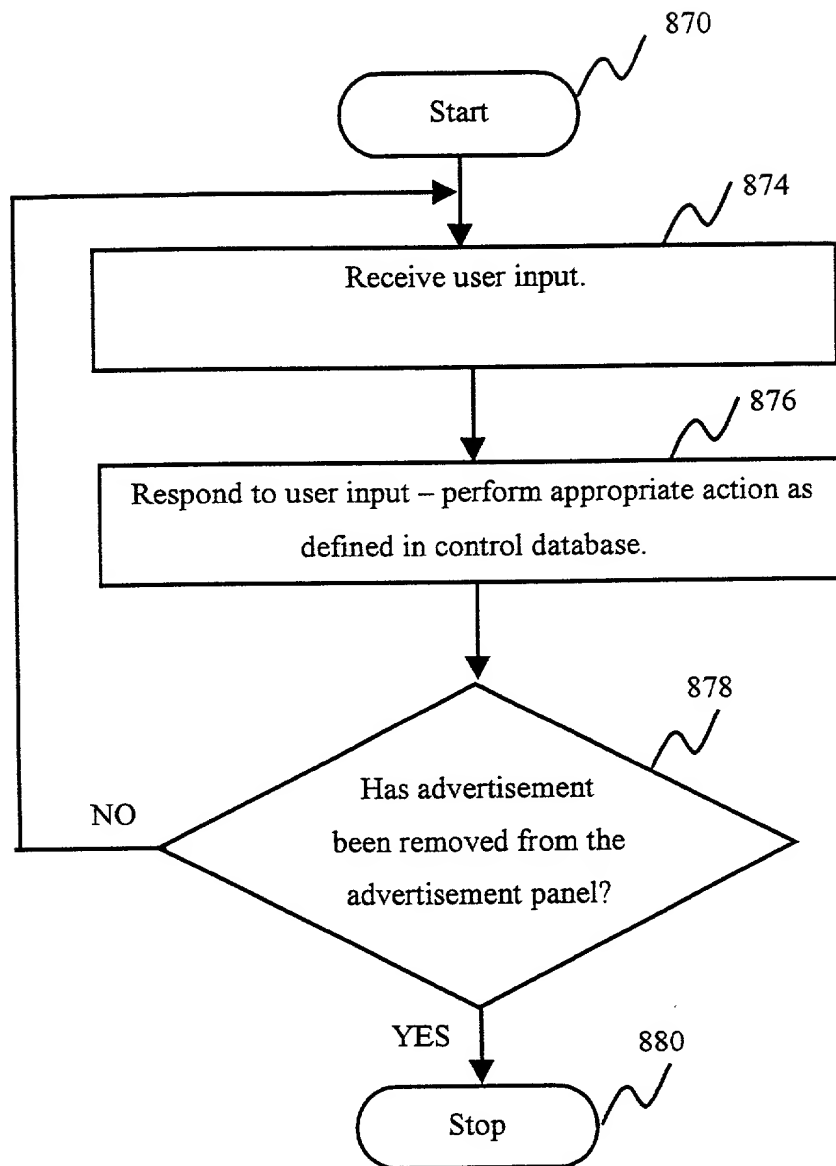 870
Start
874
Receive user input.
876
Respond to user input – perform appropriate action as
defined in control database.
878
Has advertisement
been removed from the
advertisement panel?
NO
YES
880
Stop